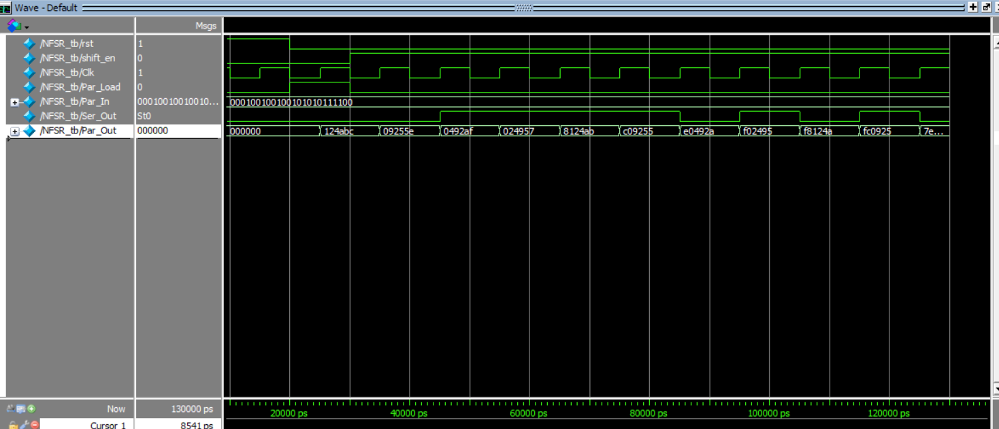 Wave - Default
Msgs
/NFSR_tb/rst 1
/NFSR_tb/shift_en 0
/NFSR_tb/Clk 1
/NFSR_tb/Par_Load 0
/NFSR_tb/Par_In 00010010010010... 000100100100101010111100
/NFSR_tb/Ser_Out St0
/NFSR_tb/Par_Out 000000 000000 124abc 09255e 0492af 024957 8124ab c09255 e0492a f02495 f8124a fc0925 7e...
Now 130000 ps 20000 ps 40000 ps 60000 ps 80000 ps 100000 ps 120000 ps
Cursor 1 8541 ps